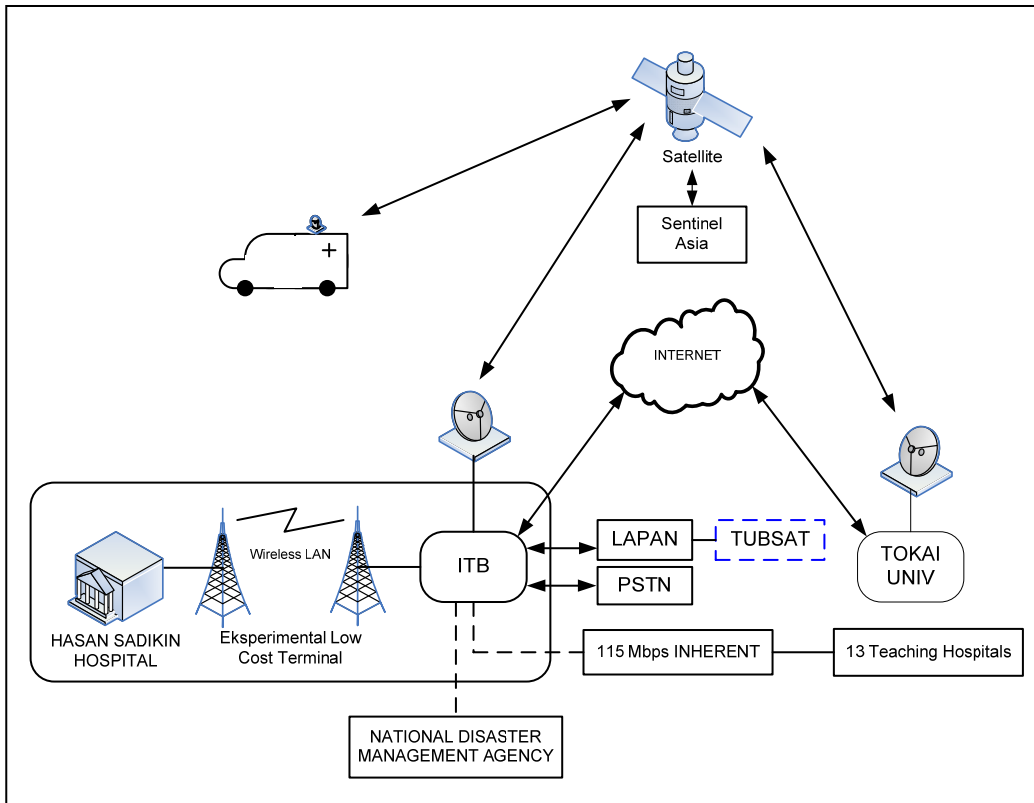 Satellite
Sentinel
Asia
INTERNET
Wireless LAN
HASAN SADIKIN
HOSPITAL
Eksperimental Low
Cost Terminal
ITB
LAPAN
TUBSAT
PSTN
TOKAI
UNIV
115 Mbps INHERENT
13 Teaching Hospitals
NATIONAL DISASTER
MANAGEMENT AGENCY